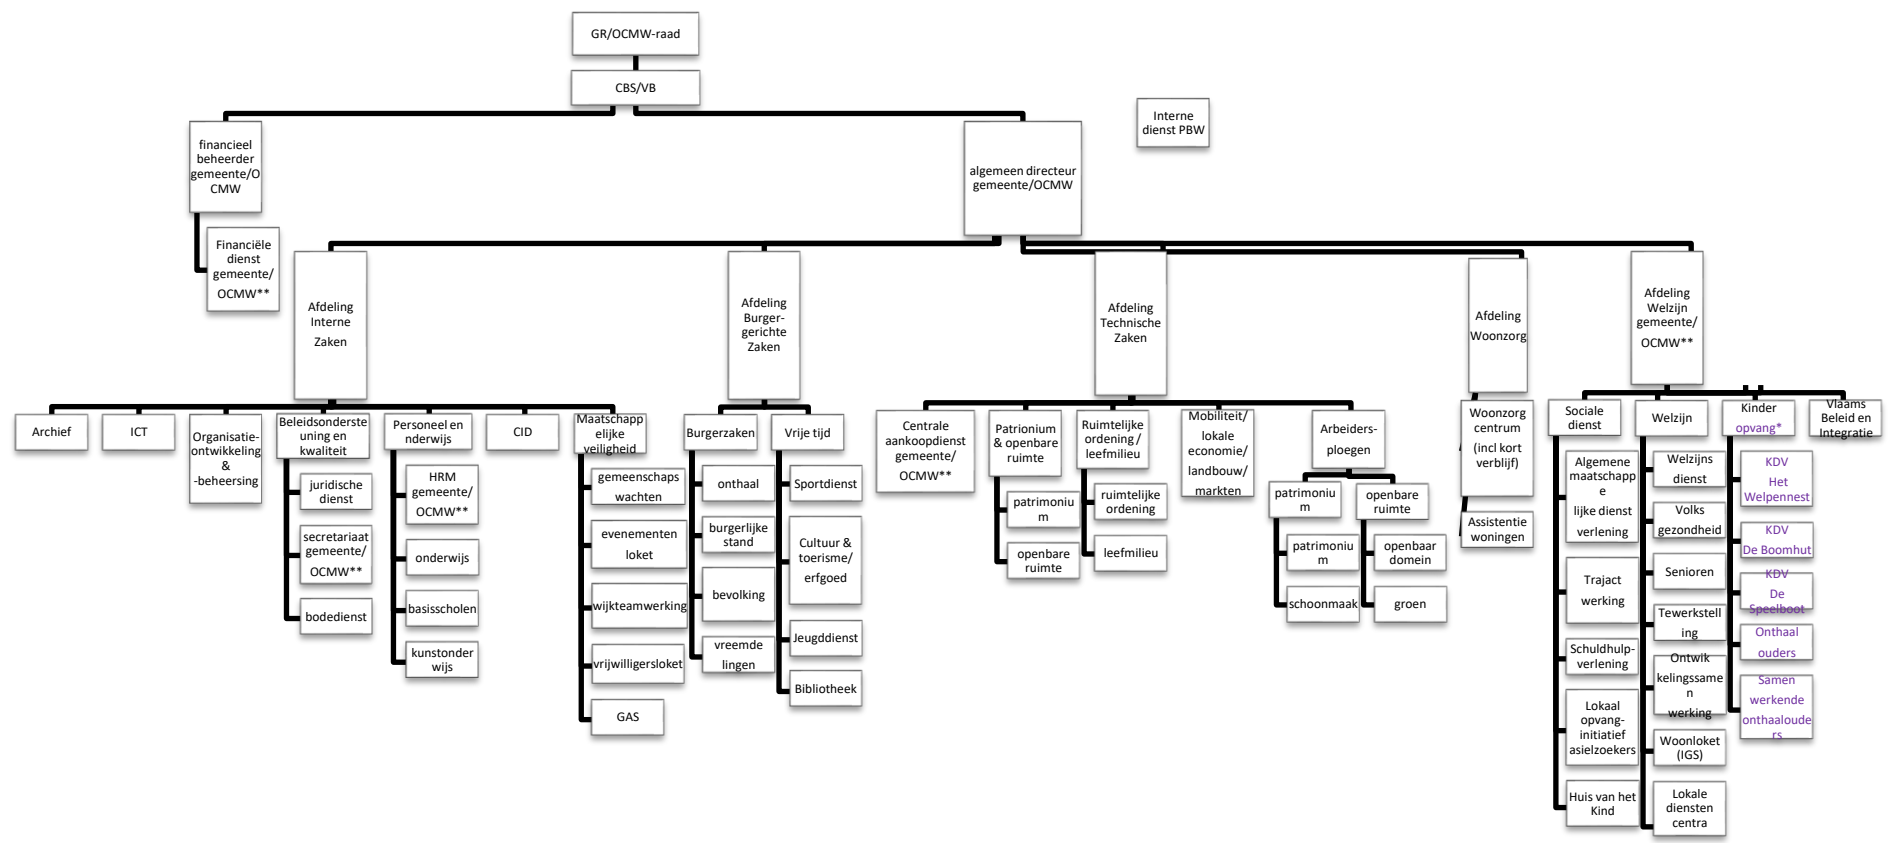 GR/OCMW-raad
CBS/VB
Interne
dienst PBW
financieel
beheerder
gemeente/O
CMW
algemeen directeur
gemeente/OCMW
Financiële
dienst
gemeente/
OCMW**
Afdeling
Interne
Zaken
Afdeling
Burger-
gerichte
Zaken
Afdeling
Technische
Zaken
Afdeling
Woonzorg
Afdeling
Welzijn
gemeente/
OCMW**
Archief
ICT
Organisatie-
ontwikkeling
&
-beheersing
Beleidsonderste
uning en
kwaliteit
juridische
dienst
secretariaat
gemeente/
OCMW**
bodedienst
Personeel en
nderwijs
HRM
gemeente/
OCMW**
onderwijs
basisscholen
kunstonder
wijs
CID
Maatschapp
elijke
veiligheid
gemeenschaps
wachten
evenementen
loket
wijkteamwerking
vrijwilligersloket
GAS
Burgerzaken
onthaal
burgerlijke
stand
bevolking
vreemde
lingen
Vrije tijd
Sportdienst
Cultuur &
toerisme/
erfgoed
Jeugddienst
Bibliotheek
Centrale
aankoopdienst
gemeente/
OCMW**
Patrionium
& openbare
ruimte
patrimoniu
m
openbare
ruimte
Ruimtelijke
ordening /
leefmilieu
ruimtelijke
ordening
leefmilieu
Mobiliteit/
lokale
economie/
landbouw/
markten
Arbeiders-
ploegen
patrimoniu
m
patrimoniu
m
schoonmaak
openbare
ruimte
openbaar
domein
groen
Woonzorg
centrum
(incl kort
verblijf)
Assistentie
woningen
Sociale
dienst
Algemene
maatschapp
e
lijke dienst
verlening
Traject
werking
Schuldhulp-
verlening
Lokaal
opvang-
initiatief
asielzoekers
Huis van het
Kind
Welzijn
Welzijns
dienst
Volks
gezondheid
Senioren
Tewerkstell
ing
Ontwik
kelingssame
n
werking
Woonloket
(IGS)
Lokale
diensten
centra
Kinder
opvang*
KDV
Het
Welpennest
KDV
De Boomhut
KDV
De
Speelboot
Onthaal
ouders
Samen
werkende
onthaaloude
rs
Vlaams
Beleid en
Integratie